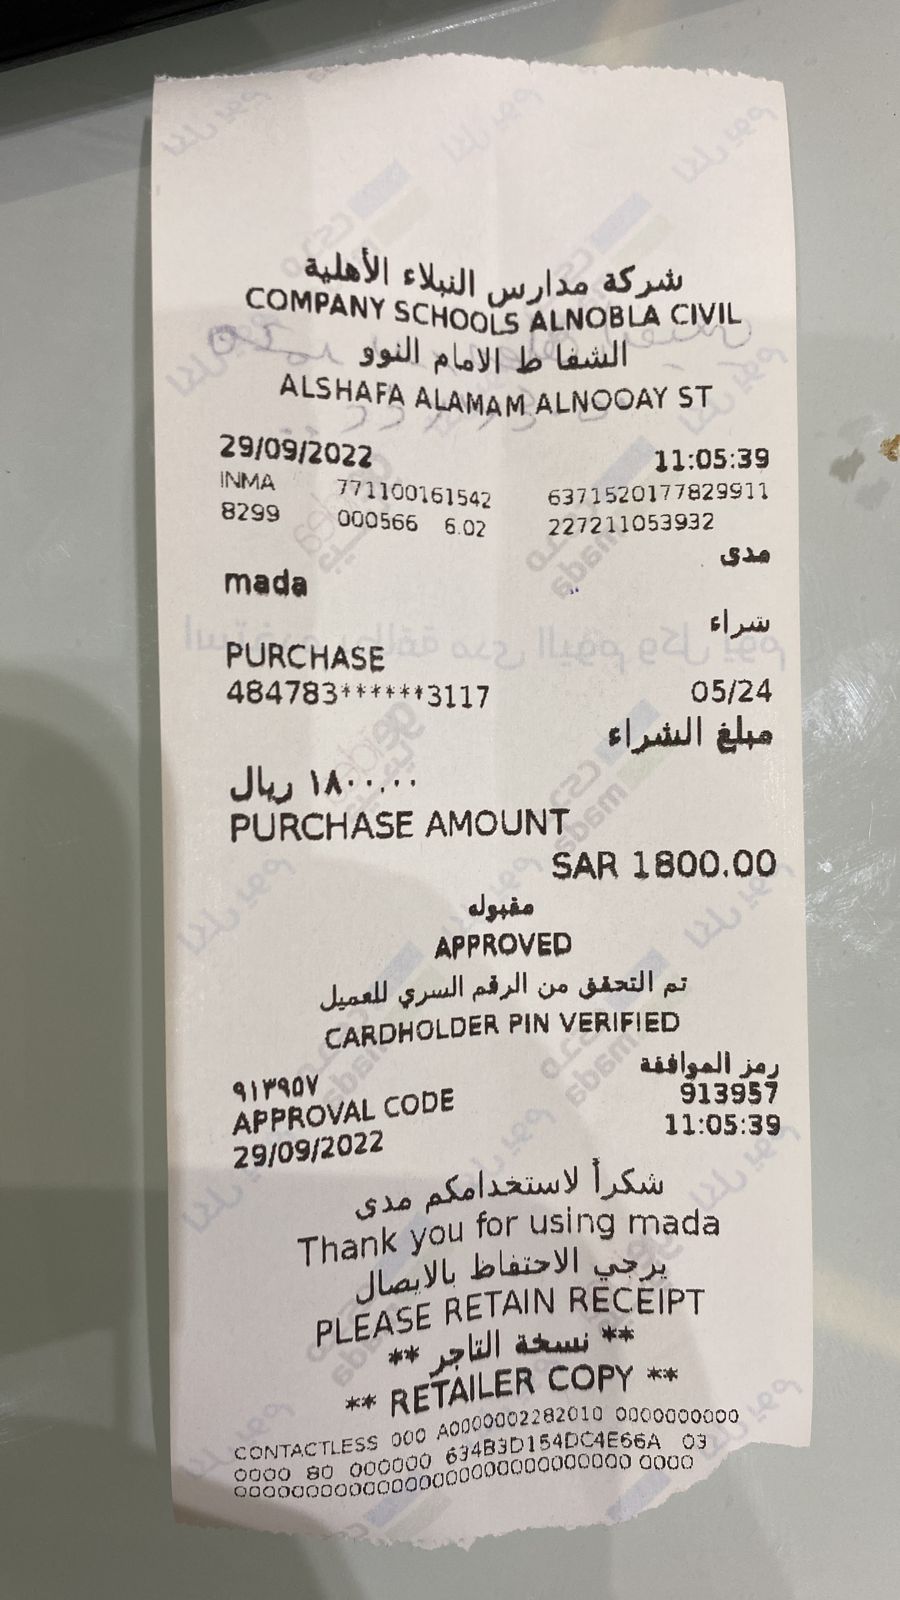 شركة مدارس النبلاء الأهلية
COMPANY SCHOOLS ALNOBLA CIVIL
الشفا ط الامام النوو
ALSHAFA ALAMAM ALNOOAY ST
29/09/2022 11:05:39
INMA 771100161542 6371520177829911
8299 000566 6.02 227211053932
مدى
mada
شراء
PURCHASE
484783******3117 05/24
مبلغ الشراء
١٨٠٠.٠٠ ريال
PURCHASE AMOUNT
SAR 1800.00
مقبوله
APPROVED
تم التحقق من الرقم السري للعميل
CARDHOLDER PIN VERIFIED
رمز الموافقة
٩١٣٩٥٧ 913957
APPROVAL CODE
29/09/2022 11:05:39
شكراً لاستخدامكم مدى
Thank you for using mada
يرجي الاحتفاظ بالايصال
PLEASE RETAIN RECEIPT
** نسخة التاجر **
** RETAILER COPY **
CONTACTLESS 000 A0000002282010 0000000000
0000 80 000000 634B3D154DC4E66A 03